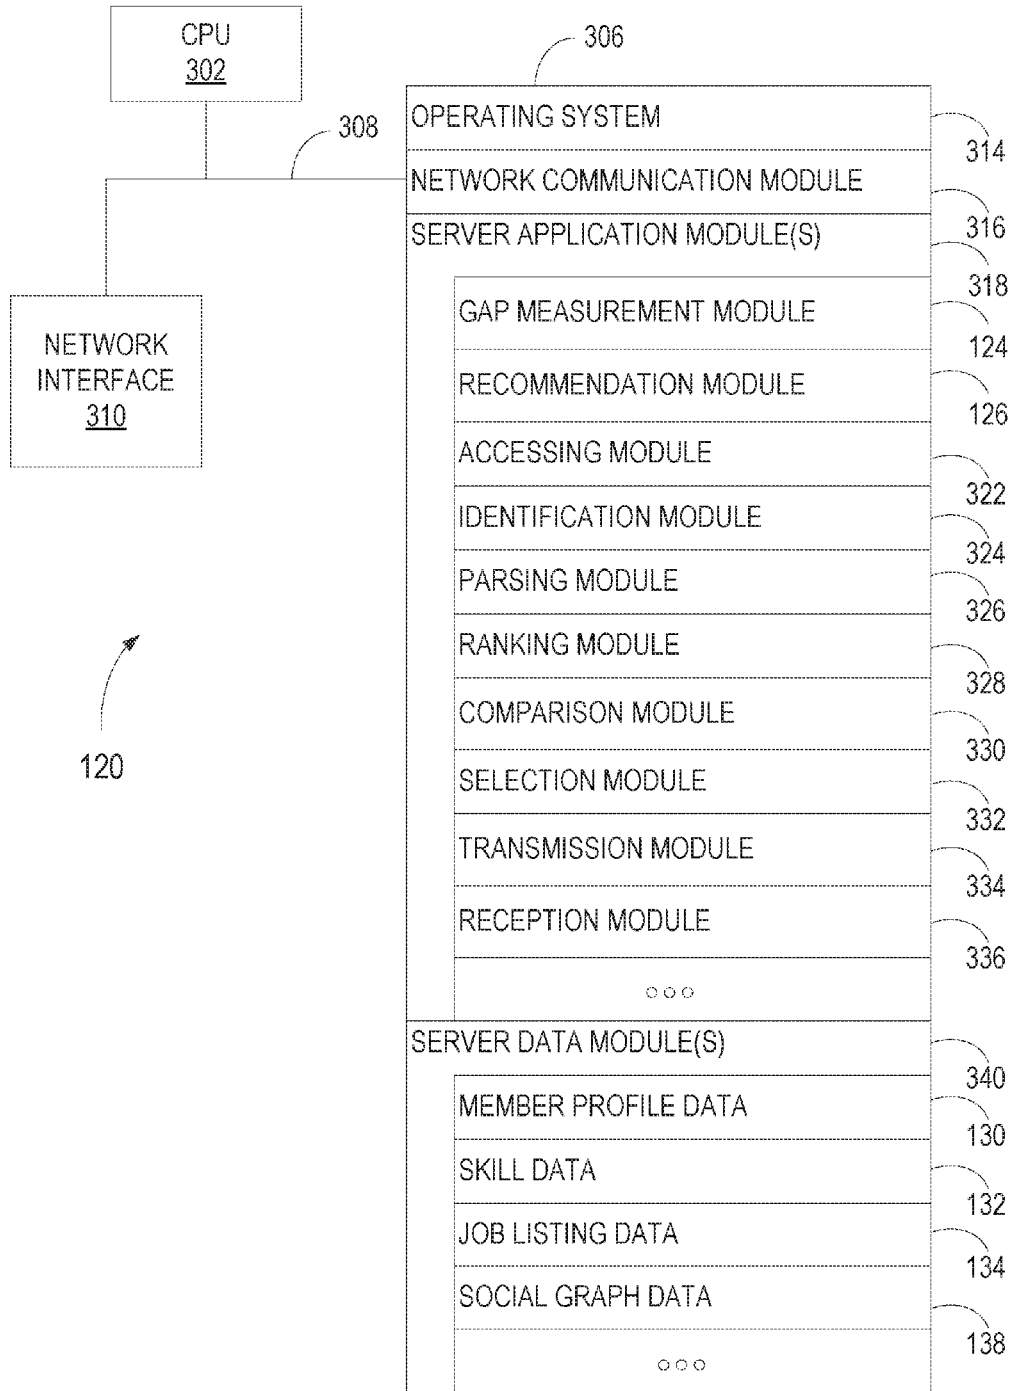 CPU
302
306
308
OPERATING SYSTEM
314
NETWORK COMMUNICATION MODULE
316
SERVER APPLICATION MODULE(S)
318
GAP MEASUREMENT MODULE
124
NETWORK
INTERFACE
310
RECOMMENDATION MODULE
126
ACCESSING MODULE
322
IDENTIFICATION MODULE
324
PARSING MODULE
326
RANKING MODULE
328
COMPARISON MODULE
330
120
SELECTION MODULE
332
TRANSMISSION MODULE
334
RECEPTION MODULE
336
SERVER DATA MODULE(S)
340
MEMBER PROFILE DATA
130
SKILL DATA
132
JOB LISTING DATA
134
SOCIAL GRAPH DATA
138